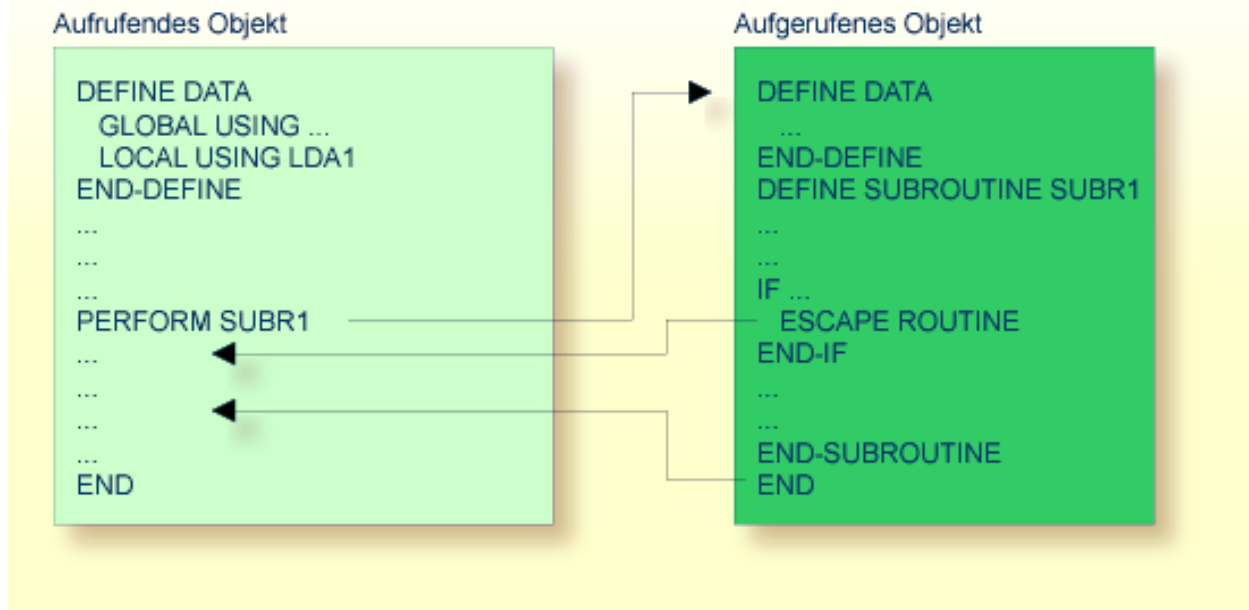 Aufrufendes Objekt
DEFINE DATA
GLOBAL USING ...
LOCAL USING LDA1
END-DEFINE
...
...
...
PERFORM SUBR1
...
...
...
...
END
Aufgerufenes Objekt
DEFINE DATA
...
END-DEFINE
DEFINE SUBROUTINE SUBR1
...
...
IF ...
ESCAPE ROUTINE
END-IF
...
...
END-SUBROUTINE
END